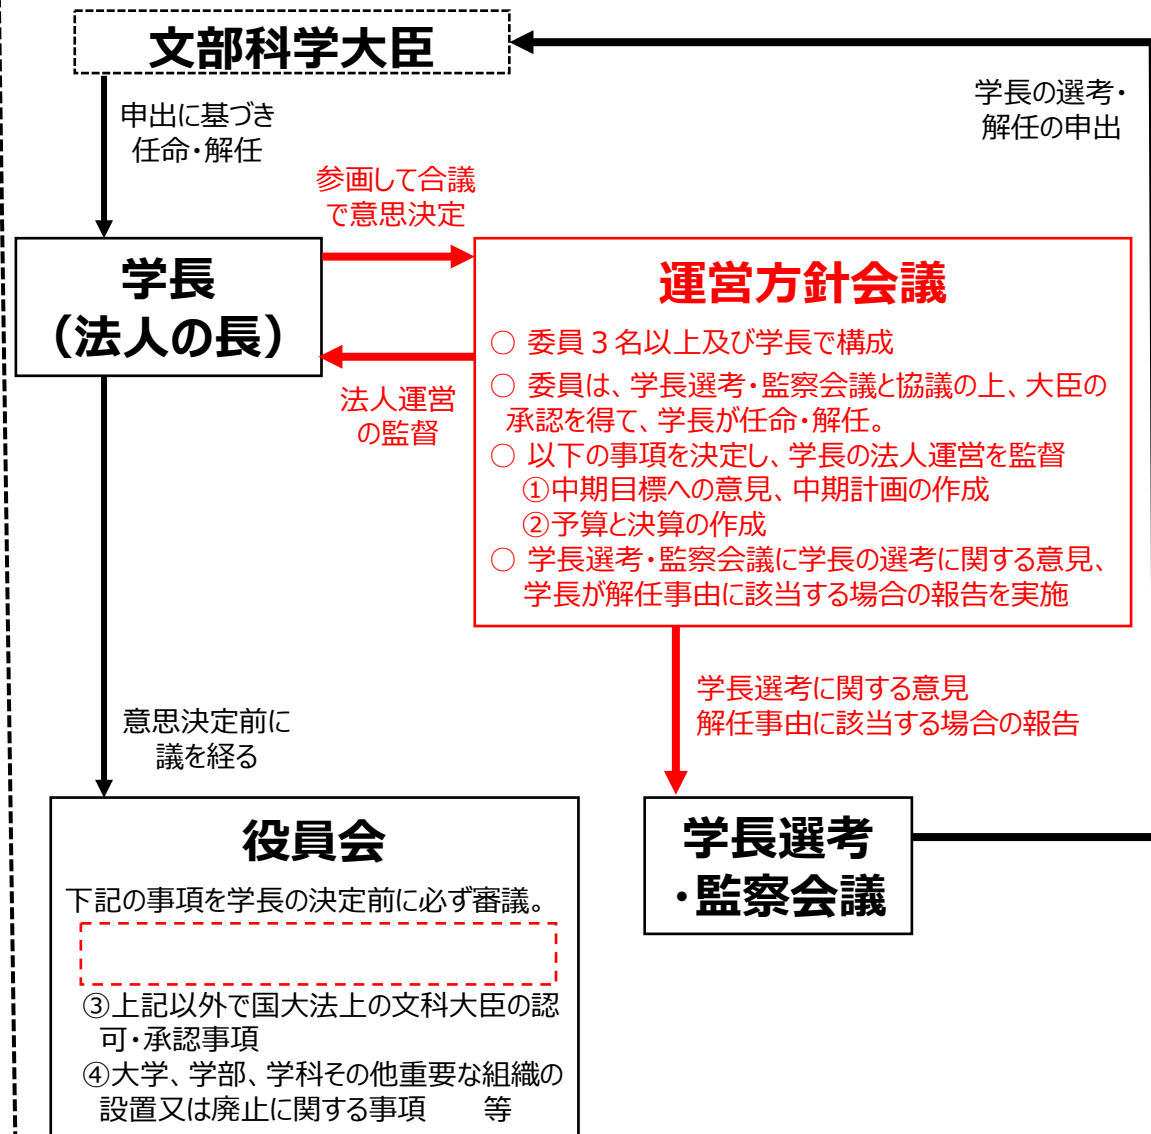 文部科学大臣
学長の選考・
解任の申出
申出に基づき
任命・解任
参画して合議
で意思決定
学長
（法人の長）
運営方針会議
○ 委員３名以上及び学長で構成
○ 委員は、学長選考・監察会議と協議の上、大臣の
承認を得て、学長が任命・解任。
○ 以下の事項を決定し、学長の法人運営を監督
①中期目標への意見、中期計画の作成
②予算と決算の作成
○ 学長選考・監察会議に学長の選考に関する意見、
学長が解任事由に該当する場合の報告を実施
法人運営
の監督
学長選考に関する意見
解任事由に該当する場合の報告
意思決定前に
議を経る
役員会
下記の事項を学長の決定前に必ず審議。
③上記以外で国大法上の文科大臣の認
可・承認事項
④大学、学部、学科その他重要な組織の
設置又は廃止に関する事項　　等
学長選考
・監察会議